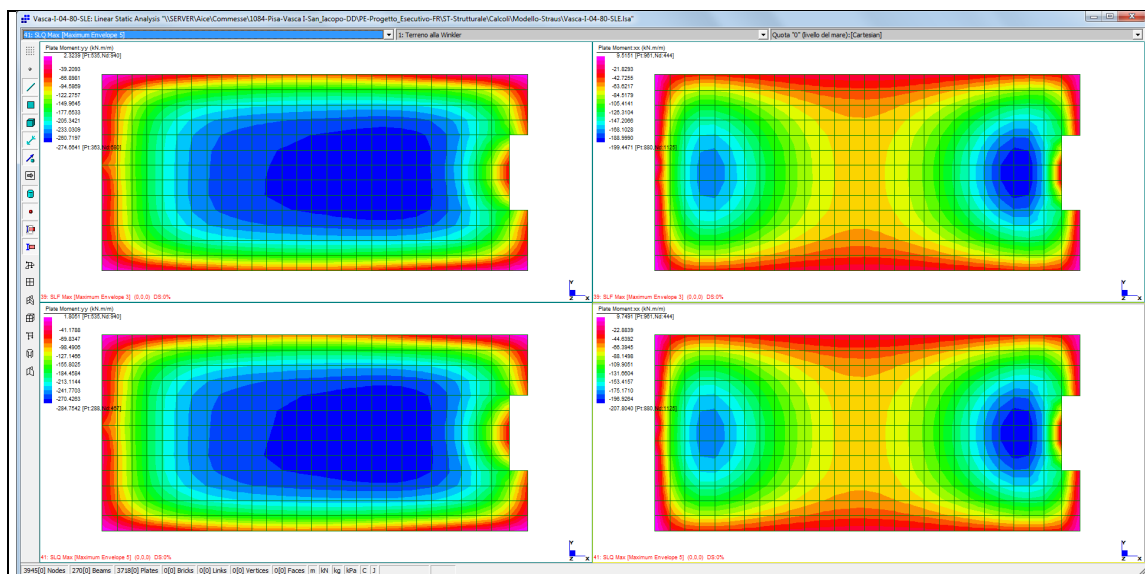 Vasca-I-04-80-SLE: Linear Static Analysis "\\SERVER\Aice\Commesse\1084-Pisa-Vasca I-San_Iacopo-DD\PE-Progetto_Esecutivo-FR\ST-Strutturale\Calcoli\Modello-Straus\Vasca-I-04-80-SLE.lsa"
41: SLQ Max [Maximum Envelope 5]
1: Terreno alla Winkler
Quota "0" (livello del mare):[Cartesian]
Plate Moment:yy (kN.m/m)
2.3239 [Pt:535,Nd:940]
-39.2093
-66.8981
-94.5869
-122.2757
-149.9645
-177.6533
-205.3421
-233.0309
-260.7197
-274.5641 [Pt:363,Nd:580]
39: SLF Max [Maximum Envelope 3] (0,0,0) DS:0%
Y
Z X
Plate Moment:xx (kN.m/m)
9.5151 [Pt:961,Nd:444]
-21.8293
-42.7255
-63.6217
-84.5179
-105.4141
-126.3104
-147.2066
-168.1028
-188.9990
-199.4471 [Pt:880,Nd:1125]
39: SLF Max [Maximum Envelope 3] (0,0,0) DS:0%
Y
Z X
Plate Moment:yy (kN.m/m)
1.8051 [Pt:535,Nd:940]
-41.1788
-69.8347
-98.4906
-127.1466
-155.8025
-184.4584
-213.1144
-241.7703
-270.4263
-284.7542 [Pt:288,Nd:457]
41: SLQ Max [Maximum Envelope 5] (0,0,0) DS:0%
Y
Z X
Plate Moment:xx (kN.m/m)
9.7491 [Pt:961,Nd:444]
-22.8839
-44.6392
-66.3945
-88.1498
-109.9051
-131.6604
-153.4157
-175.1710
-196.9264
-207.8040 [Pt:880,Nd:1125]
41: SLQ Max [Maximum Envelope 5] (0,0,0) DS:0%
Y
Z X
3945[0] Nodes 270[0] Beams 3718[0] Plates 0[0] Bricks 0[0] Links 0[0] Vertices 0[0] Faces m kN kg kPa C J